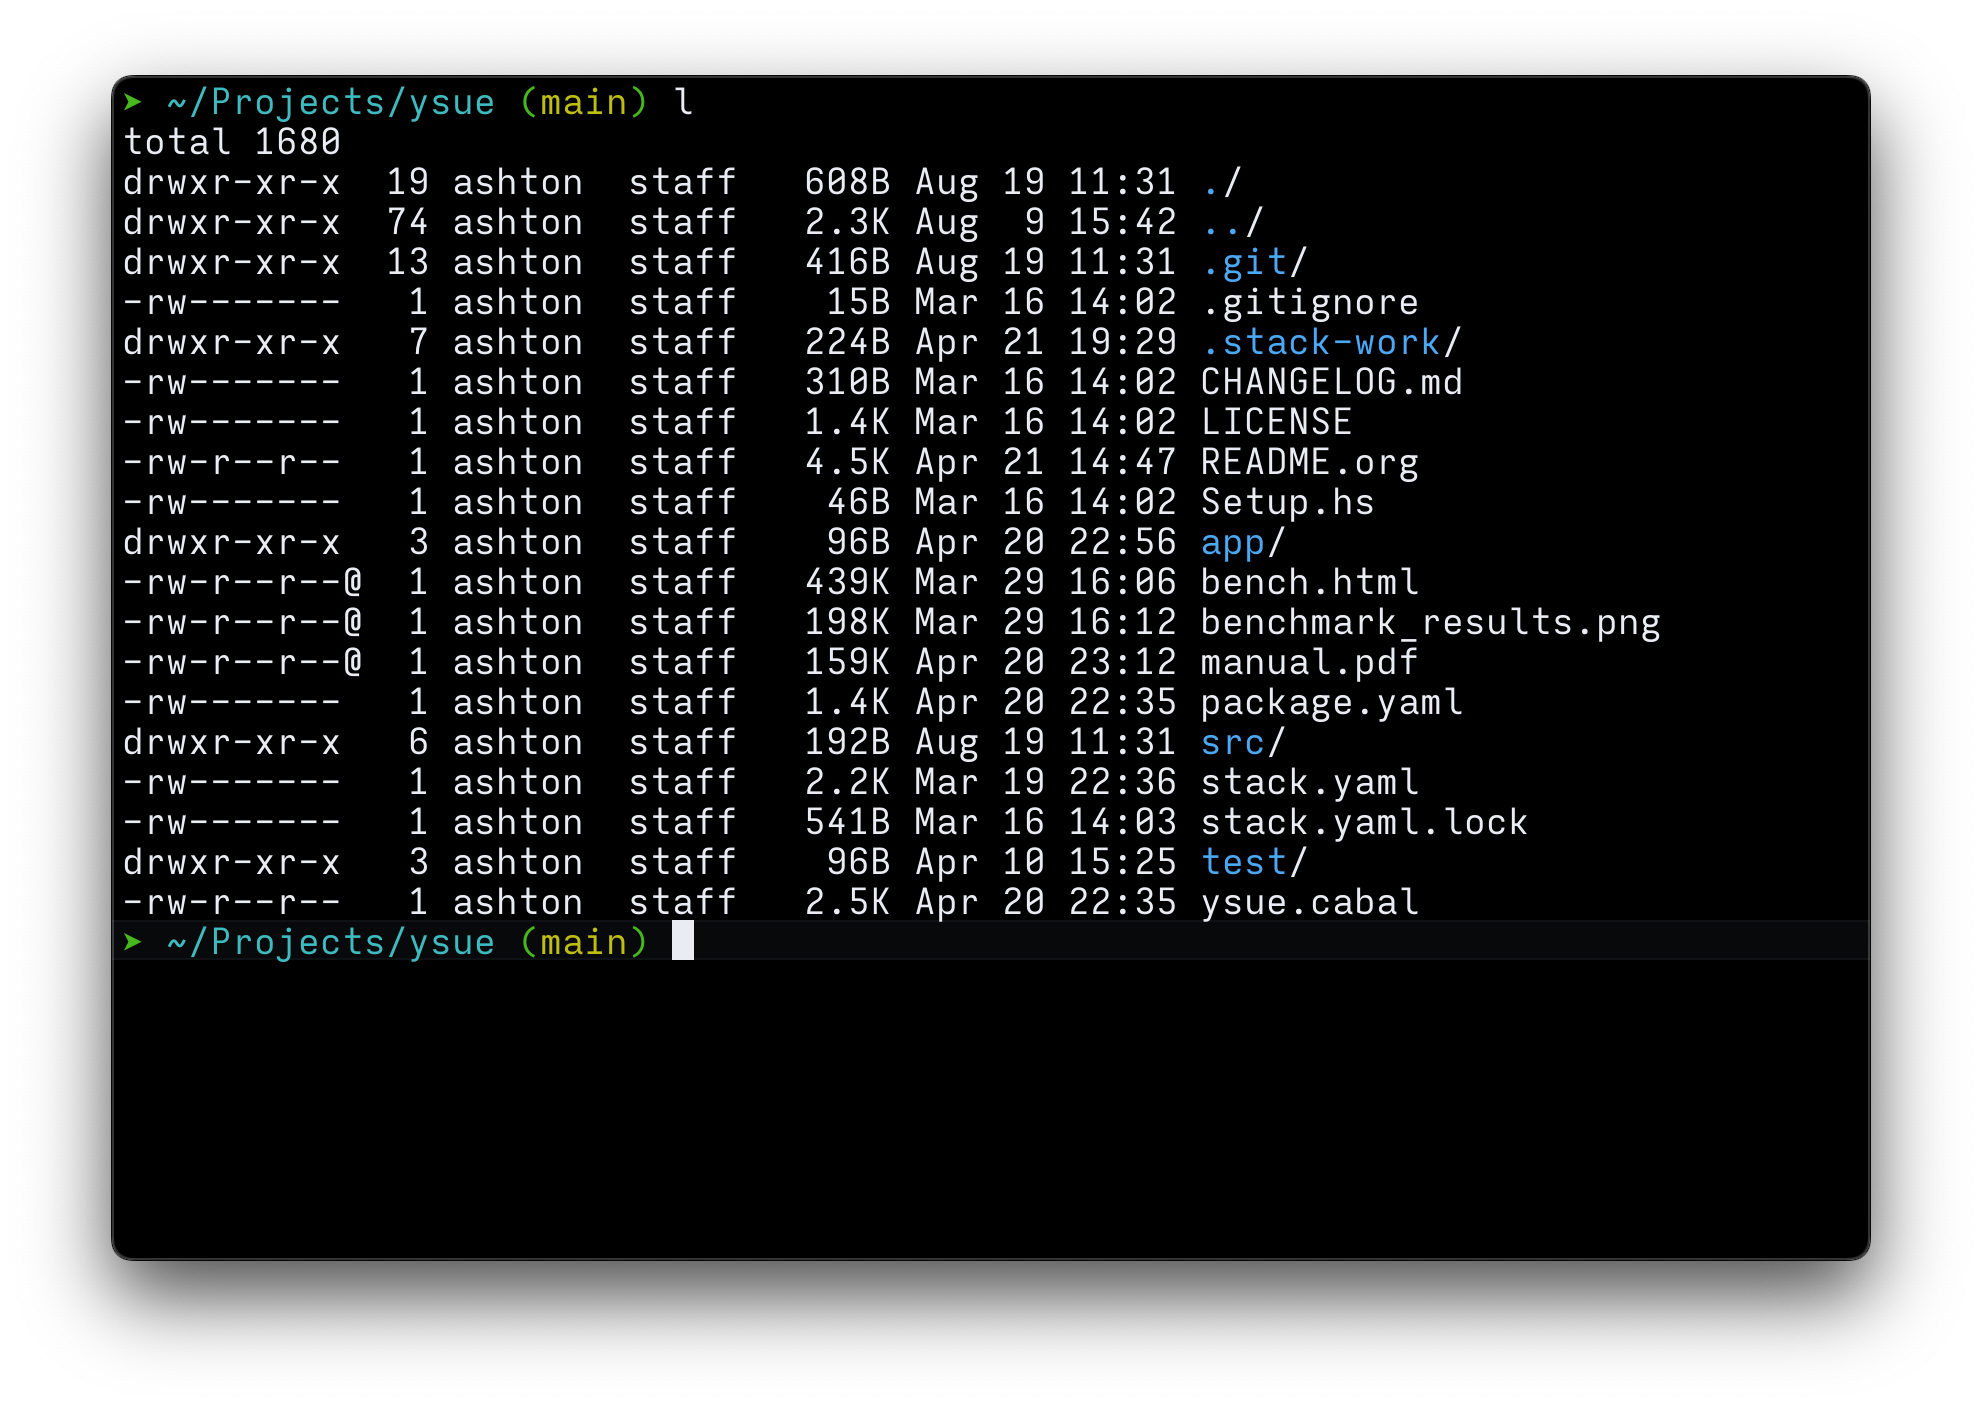 ➤ ~/Projects/ysue (main) l
total 1680
drwxr-xr-x  19 ashton  staff   608B Aug 19 11:31 ./
drwxr-xr-x  74 ashton  staff   2.3K Aug  9 15:42 ../
drwxr-xr-x  13 ashton  staff   416B Aug 19 11:31 .git/
-rw-------   1 ashton  staff    15B Mar 16 14:02 .gitignore
drwxr-xr-x   7 ashton  staff   224B Apr 21 19:29 .stack-work/
-rw-------   1 ashton  staff   310B Mar 16 14:02 CHANGELOG.md
-rw-------   1 ashton  staff   1.4K Mar 16 14:02 LICENSE
-rw-r--r--   1 ashton  staff   4.5K Apr 21 14:47 README.org
-rw-------   1 ashton  staff    46B Mar 16 14:02 Setup.hs
drwxr-xr-x   3 ashton  staff    96B Apr 20 22:56 app/
-rw-r--r--@  1 ashton  staff   439K Mar 29 16:06 bench.html
-rw-r--r--@  1 ashton  staff   198K Mar 29 16:12 benchmark_results.png
-rw-r--r--@  1 ashton  staff   159K Apr 20 23:12 manual.pdf
-rw-------   1 ashton  staff   1.4K Apr 20 22:35 package.yaml
drwxr-xr-x   6 ashton  staff   192B Aug 19 11:31 src/
-rw-------   1 ashton  staff   2.2K Mar 19 22:36 stack.yaml
-rw-------   1 ashton  staff   541B Mar 16 14:03 stack.yaml.lock
drwxr-xr-x   3 ashton  staff    96B Apr 10 15:25 test/
-rw-r--r--   1 ashton  staff   2.5K Apr 20 22:35 ysue.cabal
➤ ~/Projects/ysue (main)